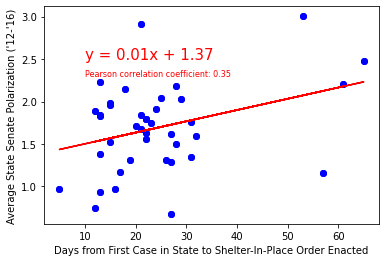 3.0
2.5
2.0
1.5
1.0
Average State Senate Polarization ('12-'16)
y = 0.01x + 1.37
Pearson correlation coefficient: 0.35
10 20 30 40 50 60
Days from First Case in State to Shelter-In-Place Order Enacted